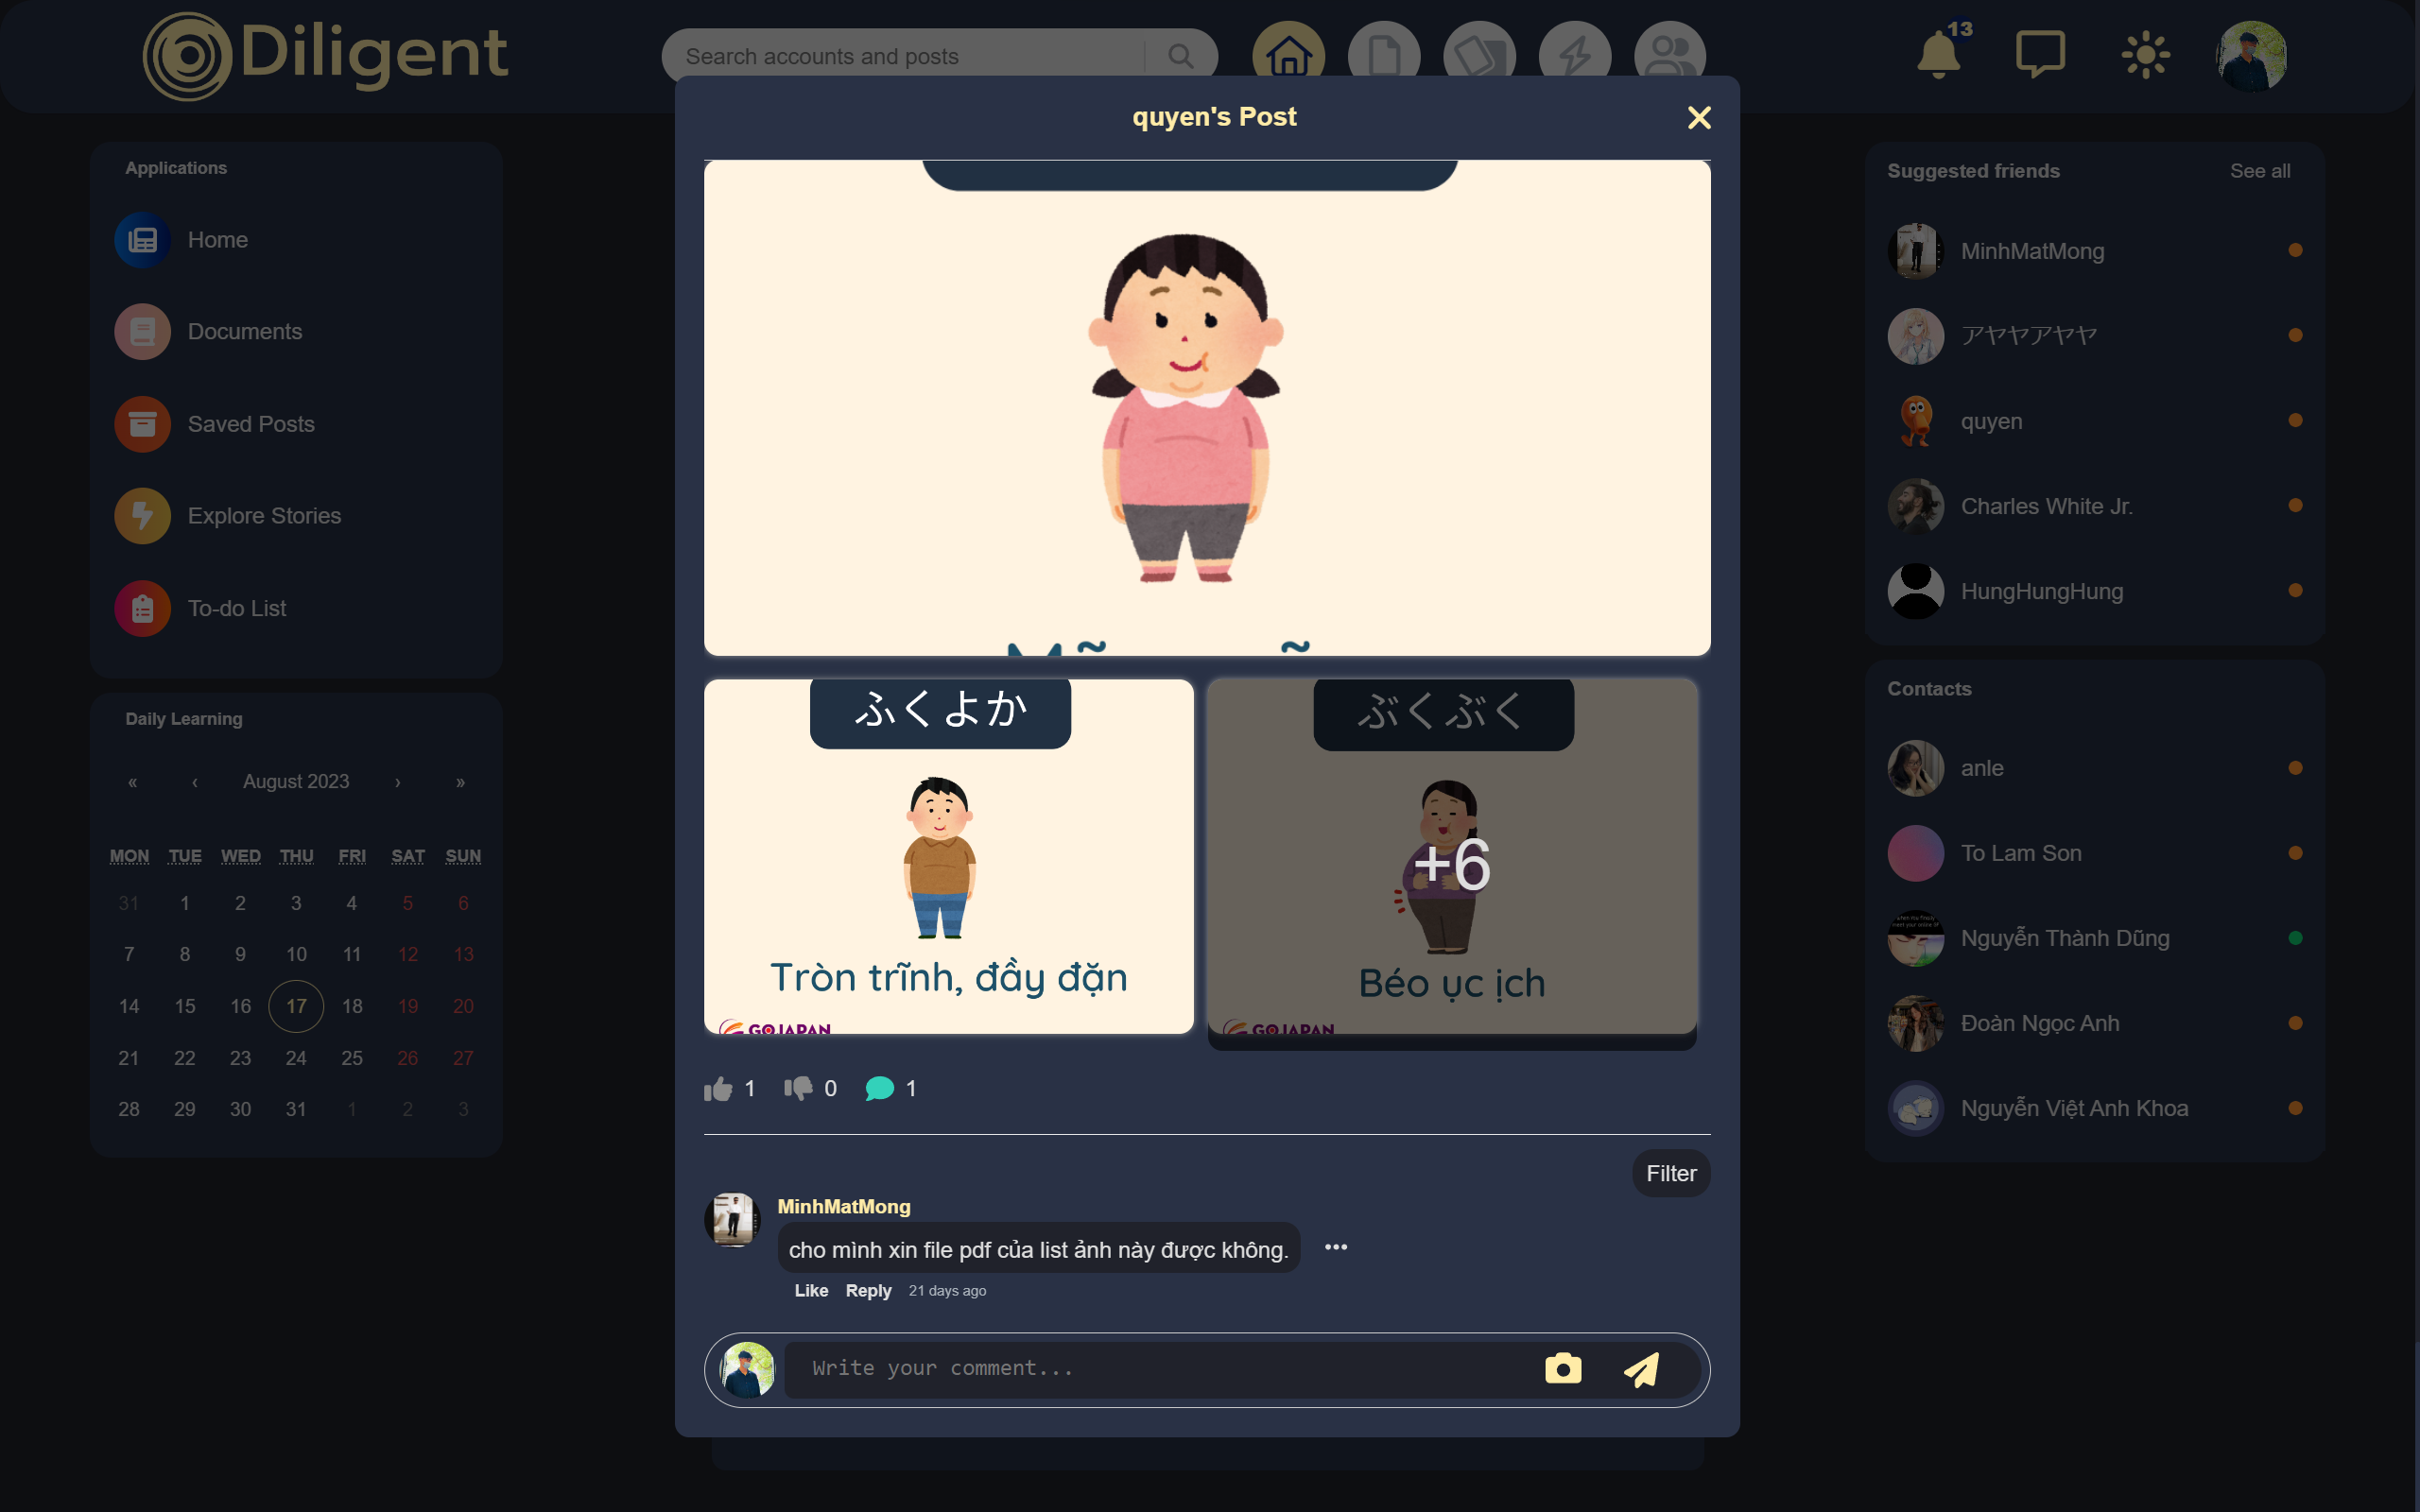 Diligent
Search accounts and posts
13
Applications
Home
Documents
Saved Posts
Explore Stories
To-do List
Daily Learning
« ‹ August 2023 › »
MON TUE WED THU FRI SAT SUN
31 1 2 3 4 5 6
7 8 9 10 11 12 13
14 15 16 17 18 19 20
21 22 23 24 25 26 27
28 29 30 31 1 2 3
quyen's Post
ふくよか
Tròn trĩnh, đầy đặn
GOJAPAN
ぶくぶく
+6
Béo ục ịch
GOJAPAN
1 0 1
Filter
MinhMatMong
cho mình xin file pdf của list ảnh này được không.
Like Reply 21 days ago
Write your comment...
Suggested friends See all
MinhMatMong
アヤヤアヤヤ
quyen
Charles White Jr.
HungHungHung
Contacts
anle
To Lam Son
Nguyễn Thành Dũng
Đoàn Ngọc Anh
Nguyễn Việt Anh Khoa